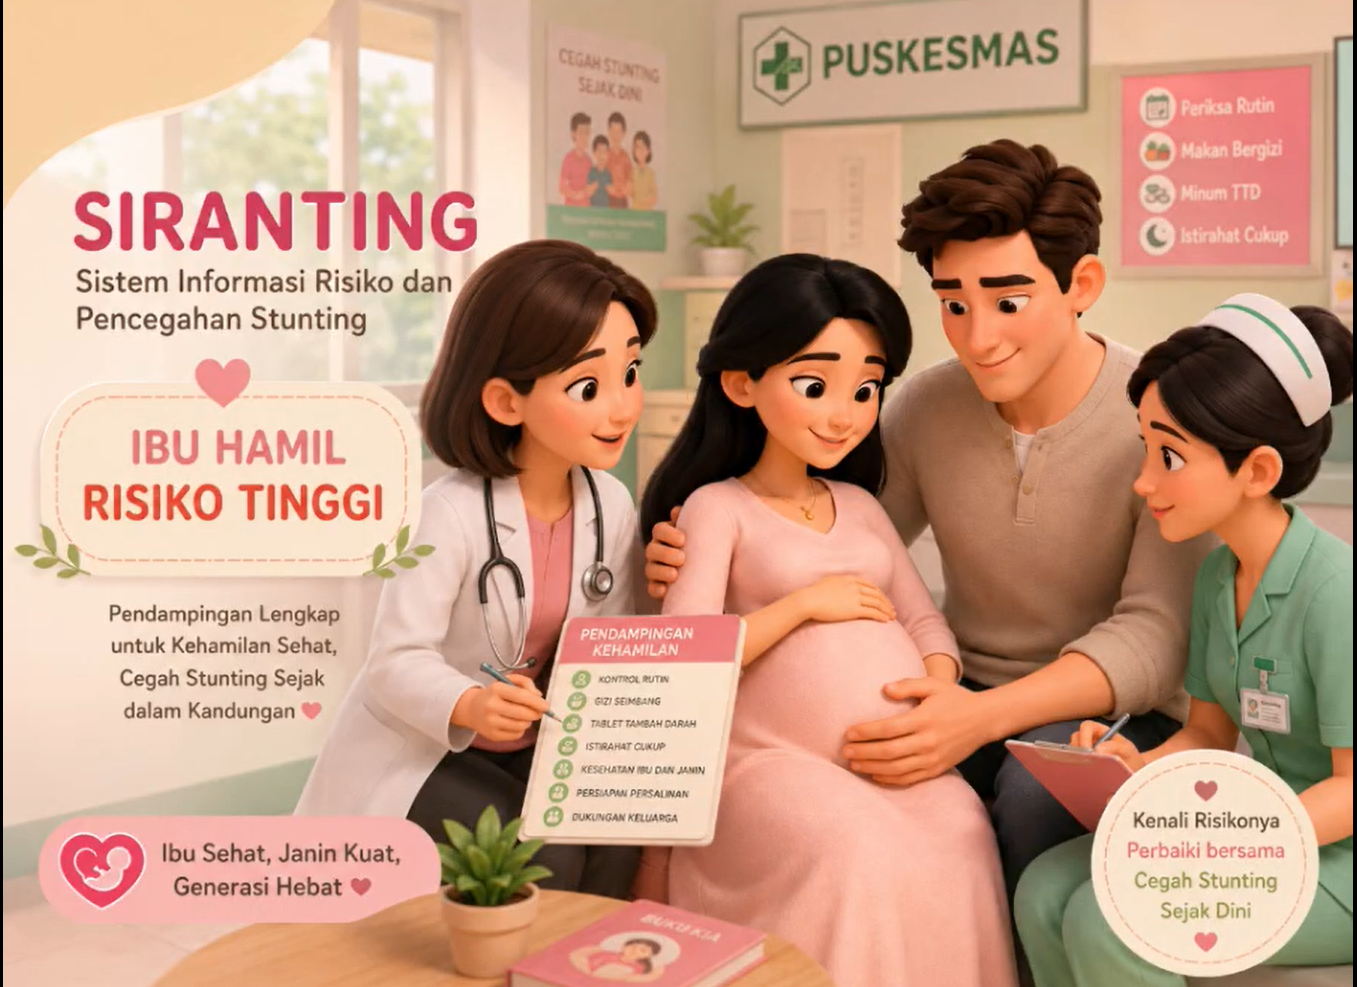 SIRANTING
Sistem Informasi Risiko dan
Pencegahan Stunting
IBU HAMIL
RISIKO TINGGI
Pendampingan Lengkap
untuk Kehamilan Sehat,
Cegah Stunting Sejak
dalam Kandungan
Ibu Sehat, Janin Kuat,
Generasi Hebat
CEGAH STUNTING
SEJAK DINI
PUSKESMAS
Periksa Rutin
Makan Bergizi
Minum TTD
Istirahat Cukup
PENDAMPINGAN
KEHAMILAN
KONTROL RUTIN
GIZI SEIMBANG
TABLET TAMBAH DARAH
ISTIRAHAT CUKUP
KESEHATAN IBU DAN JANIN
PERSIAPAN PERSALINAN
DUKUNGAN KELUARGA
BUKU KIA
Kenali Risikonya
Perbaiki bersama
Cegah Stunting
Sejak Dini